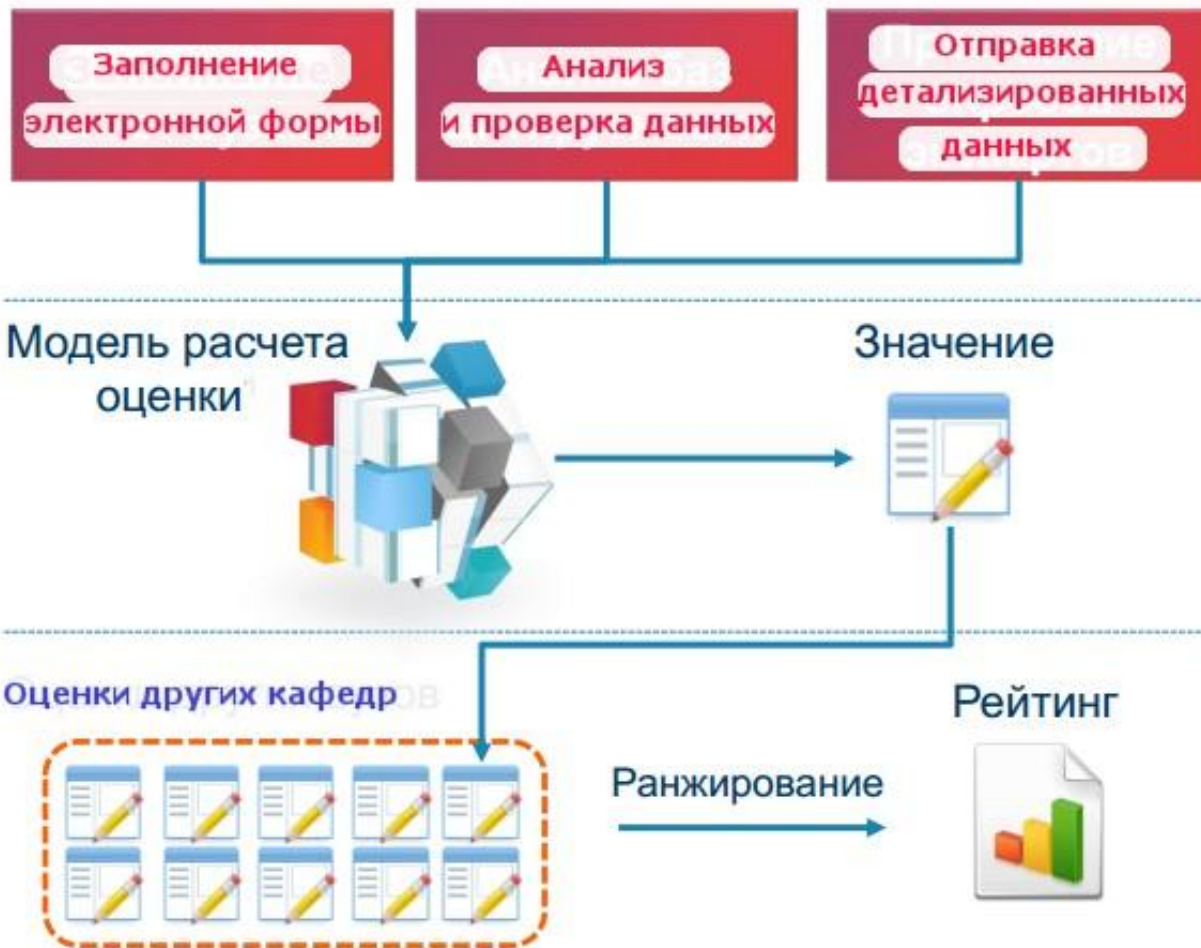 Заполнение
электронной формы
Анализ
и проверка данных
Отправка
детализированных
данных
Модель расчета
оценки
Значение
Оценки других кафедр
Рейтинг
Ранжирование